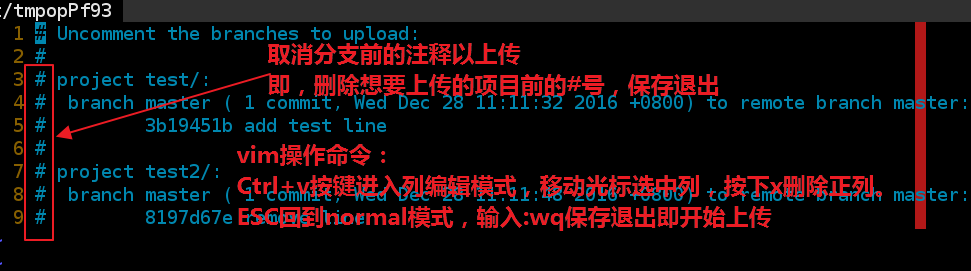 t/tmpopPf93
1 # Uncomment the branches to upload:
2 #
取消分支前的注释以上传
3 # project test/:
即，删除想要上传的项目前的#号，保存退出
4 #  branch master ( 1 commit, Wed Dec 28 11:11:32 2016 +0800) to remote branch master:
5 #         3b19451b add test line
6 #
vim操作命令：
7 # project test2/:
Ctrl+v按键进入列编辑模式，移动光标选中列，按下x删除正列,
8 #  branch master ( 1 commit, Wed Dec 28 11:11:48 2016 +0800) to remote branch master:
ESC回到normal模式，输入:wq保存退出即开始上传
9 #         8197d67e line